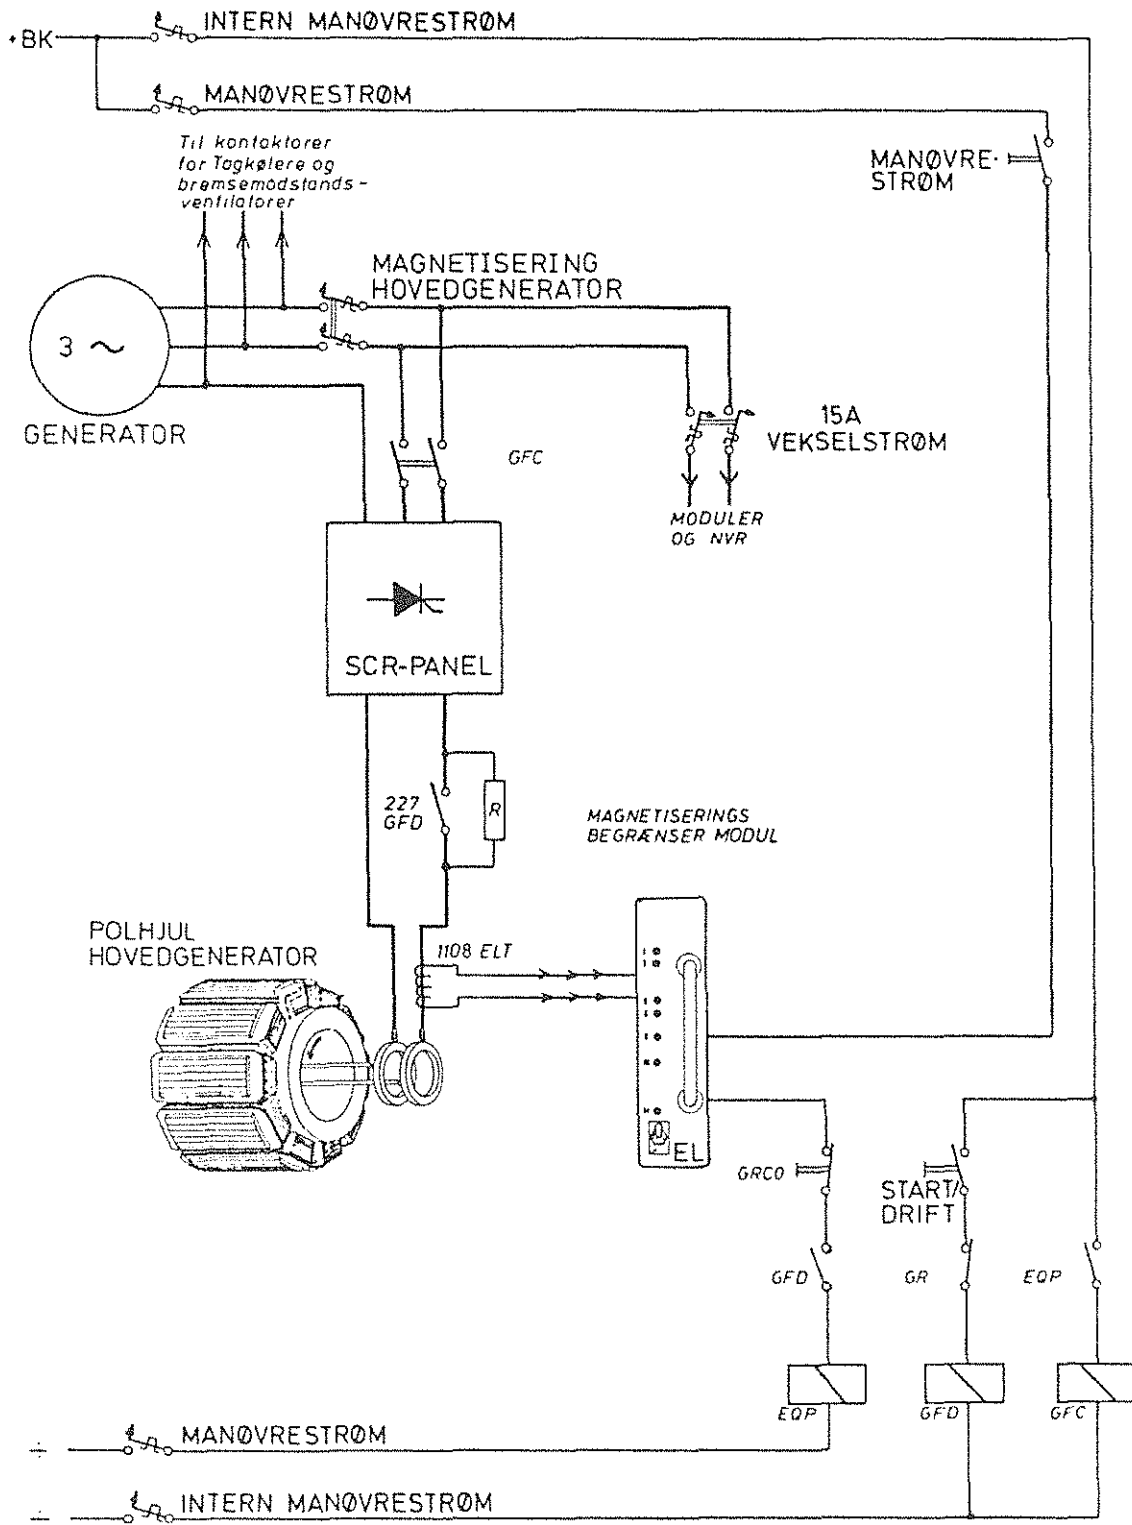 INTERN MANØVRESTRØM
+BK
MANØVRESTRØM
Til kontaktorer
for Tagkølere og
bremsemodstands-
ventilatorer
MANØVRE-
STRØM
MAGNETISERING
HOVEDGENERATOR
3 ~
GENERATOR
15A
VEKSELSTRØM
GFC
MODULER
OG NVR
SCR-PANEL
227
GFD
R
MAGNETISERINGS
BEGRÆNSER MODUL
POLHJUL
HOVEDGENERATOR
1108 ELT
EL
GRCO
START/
DRIFT
GFD
GR
EQP
EQP
GFD
GFC
÷
MANØVRESTRØM
÷
INTERN MANØVRESTRØM